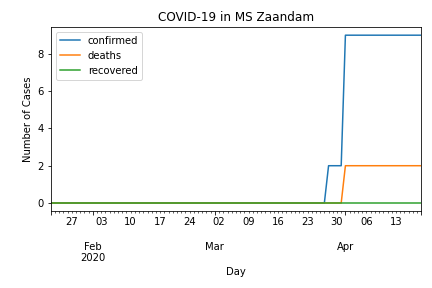 COVID-19 in MS Zaandam
confirmed
deaths
recovered
Number of Cases
8
6
4
2
0
27 03 10 17 24 02 09 16 23 30 06 13
Feb Mar Apr
2020
Day